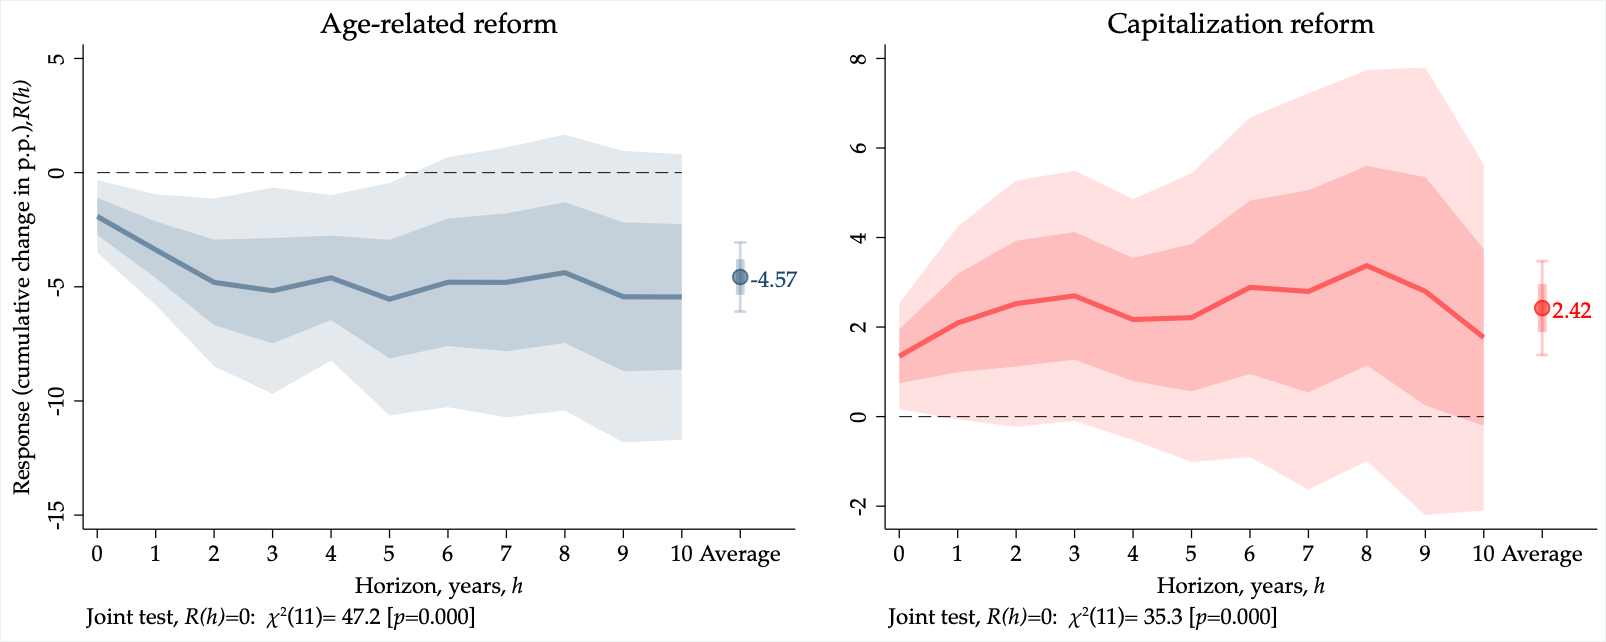 Age-related reform
Response (cumulative change in p.p.),R(h)
5
0
-5
-10
-15
-4.57
0 1 2 3 4 5 6 7 8 9 10 Average
Horizon, years, h
Joint test, R(h)=0: χ²(11)= 47.2 [p=0.000]
Capitalization reform
8
6
4
2
0
-2
2.42
0 1 2 3 4 5 6 7 8 9 10 Average
Horizon, years, h
Joint test, R(h)=0: χ²(11)= 35.3 [p=0.000]